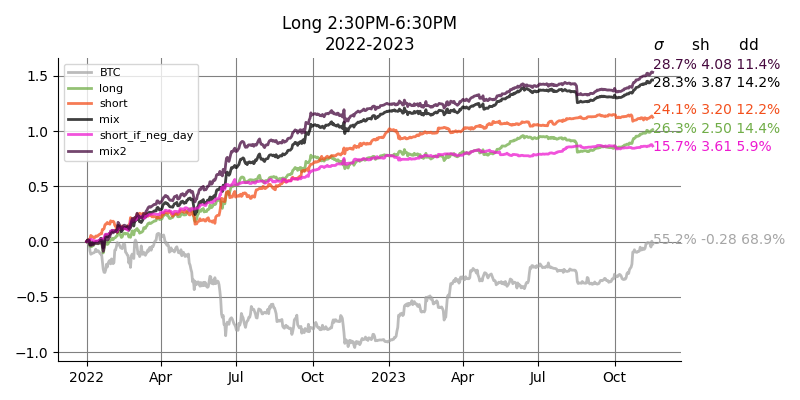 Long 2:30PM-6:30PM
2022-2023
σ sh dd
28.7% 4.08 11.4%
28.3% 3.87 14.2%
24.1% 3.20 12.2%
26.3% 2.50 14.4%
15.7% 3.61 5.9%
55.2% -0.28 68.9%
BTC
long
short
mix
short_if_neg_day
mix2
1.5
1.0
0.5
0.0
−0.5
−1.0
2022 Apr Jul Oct 2023 Apr Jul Oct